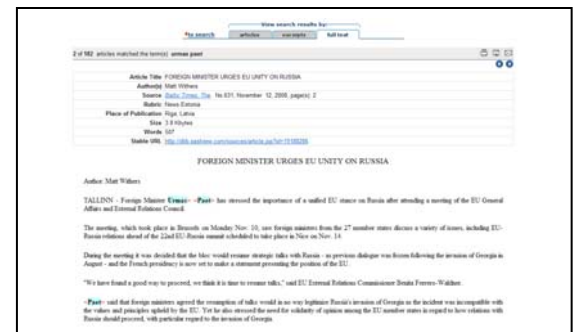 View search results by:
to search articles excerpts full text
2 of 182 articles matched the term(s) urmas paet
Article Title FOREIGN MINISTER URGES EU UNITY ON RUSSIA
Author(s) Matt Withers
Source Baltic Times, The No.631, November 12, 2008, page(s): 2
Rubric News-Estonia
Place of Publication Riga, Latvia
Size 3.8 Kbytes
Words 587
Stable URL
FOREIGN MINISTER URGES EU UNITY ON RUSSIA
Author: Matt Withers
TALLINN - Foreign Minister Urmas- -Paet- has stressed the importance of a unified EU stance on Russia after attending a meeting of the EU General
Affairs and External Relations Council.
The meeting, which took place in Brussels on Monday Nov. 10, saw foreign ministers from the 27 member states discuss a variety of issues, including EU-
Russia relations ahead of the 22nd EU-Russia summit scheduled to take place in Nice on Nov. 14.
During the meeting it was decided that the bloc would resume strategic talks with Russia - as previous dialogue was frozen following the invasion of Georgia in
August - and the French presidency is now set to make a statement presenting the position of the EU.
"We have found a good way to proceed, we think it is time to resume talks," said EU External Relations Commissioner Benita Ferrero-Waldner.
-Paet- said that foreign ministers agreed the resumption of talks would in no way legitimize Russia's invasion of Georgia as the incident was incompatible with
the values and principles upheld by the EU. Yet he also stressed the need for solidarity of opinion among the EU member states in regard to how relations with
Russia should proceed, with particular regard to the invasion of Georgia.